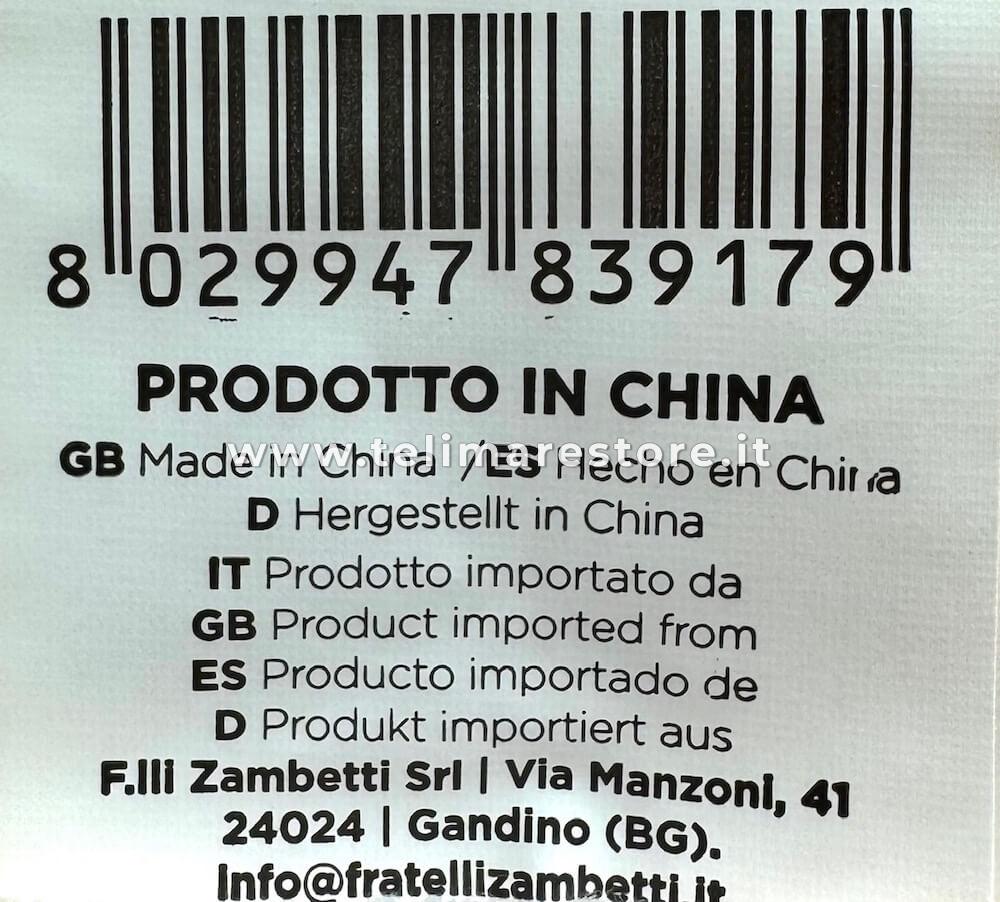 8 029947 839179
PRODOTTO IN CHINA
GB Made in China / ES Hecho en China
www.telimarestore.it
D Hergestellt in China
IT Prodotto importato da
GB Product imported from
ES Producto importado de
D Produkt importiert aus
F.lli Zambetti Srl | Via Manzoni, 41
24024 | Gandino (BG).
Info@fratellizambetti.it